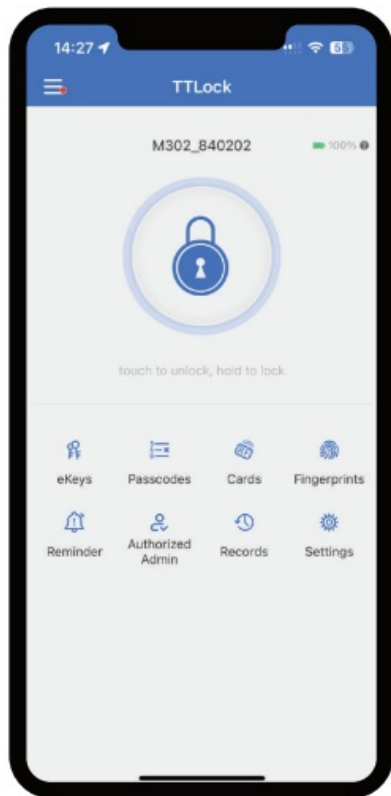 14:27
TTLock
M302_840202
100%
touch to unlock, hold to lock
eKeys
Passcodes
Cards
Fingerprints
Reminder
Authorized
Admin
Records
Settings